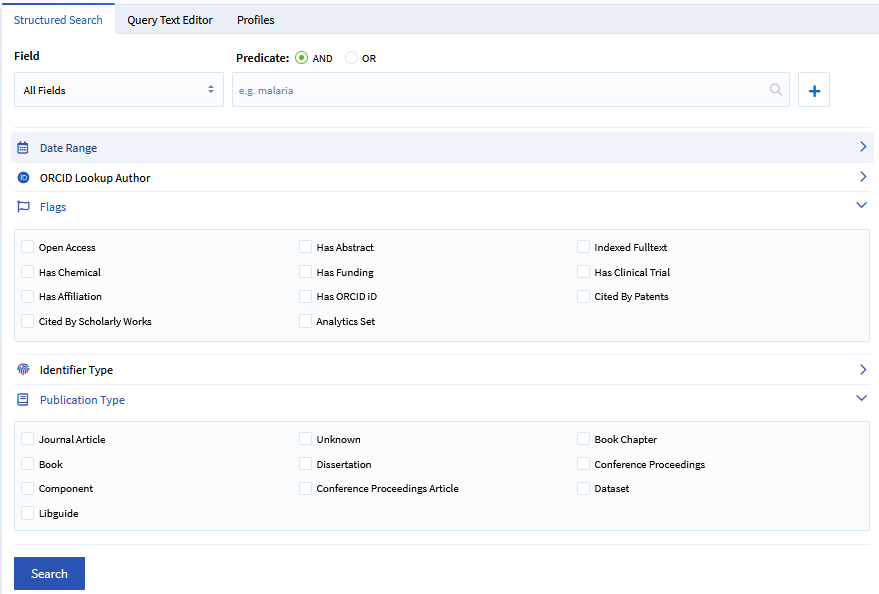 Structured Search Query Text Editor Profiles
Field Predicate: AND OR
All Fields e.g. malaria
Date Range
iD ORCID Lookup Author
Flags
Open Access Has Abstract Indexed Fulltext
Has Chemical Has Funding Has Clinical Trial
Has Affiliation Has ORCID iD Cited By Patents
Cited By Scholarly Works Analytics Set
Identifier Type
Publication Type
Journal Article Unknown Book Chapter
Book Dissertation Conference Proceedings
Component Conference Proceedings Article Dataset
Libguide
Search